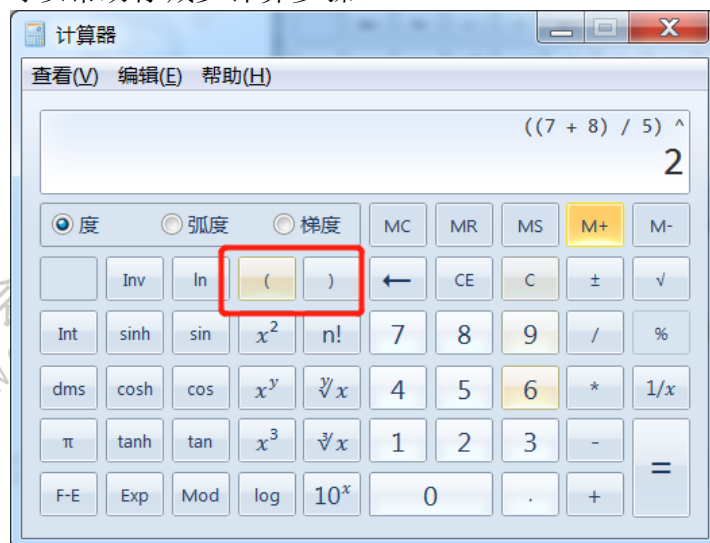 计算器
查看(V) 编辑(E) 帮助(H)
((7 + 8) / 5) ^
2
度 弧度 梯度 MC MR MS M+ M-
Inv ln ( ) ← CE C ± √
Int sinh sin x² n! 7 8 9 / %
dms cosh cos xʸ ʸ√x 4 5 6 * 1/x
π tanh tan x³ ³√x 1 2 3 - =
F-E Exp Mod log 10ˣ 0 . +